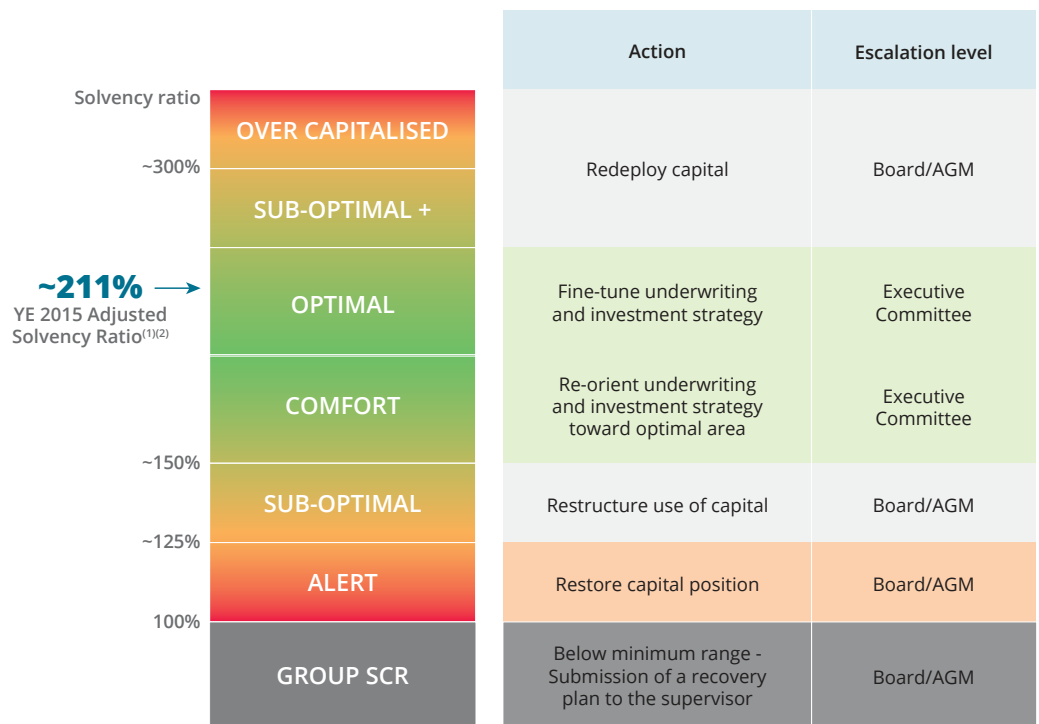 Action
Escalation level
Solvency ratio
OVER CAPITALISED
~300%
Redeploy capital
Board/AGM
SUB-OPTIMAL +
~211%
YE 2015 Adjusted
Solvency Ratio(1)(2)
OPTIMAL
Fine-tune underwriting
and investment strategy
Executive
Committee
COMFORT
Re-orient underwriting
and investment strategy
toward optimal area
Executive
Committee
~150%
SUB-OPTIMAL
Restructure use of capital
Board/AGM
~125%
ALERT
Restore capital position
Board/AGM
100%
GROUP SCR
Below minimum range -
Submission of a recovery
plan to the supervisor
Board/AGM